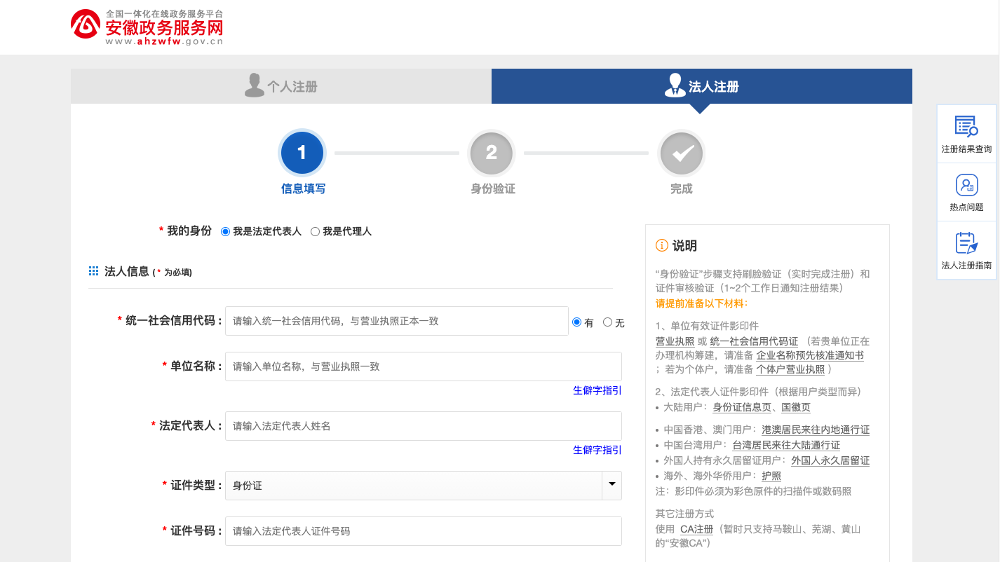 全国一体化在线政务服务平台
安徽政务服务网
www.ahzwfw.gov.cn
个人注册
法人注册
1
2
信息填写
身份验证
完成
注册结果查询
热点问题
法人注册指南
* 我的身份 我是法定代表人 我是代理人
法人信息 ( * 为必填)
* 统一社会信用代码 : 请输入统一社会信用代码，与营业执照正本一致 有 无
* 单位名称 : 请输入单位名称，与营业执照一致
生僻字指引
* 法定代表人 : 请输入法定代表人姓名
生僻字指引
* 证件类型 : 身份证
* 证件号码 : 请输入法定代表人证件号码
说明
“身份验证”步骤支持刷脸验证（实时完成注册）和
证件审核验证（1~2个工作日通知注册结果）
请提前准备以下材料：
1、单位有效证件影印件
营业执照 或 统一社会信用代码证 （若贵单位正在
办理机构筹建，请准备 企业名称预先核准通知书
；若为个体户，请准备 个体户营业执照 ）
2、法定代表人证件影印件（根据用户类型而异）
• 大陆用户：身份证信息页、国徽页
• 中国香港、澳门用户：港澳居民来往内地通行证
• 中国台湾用户：台湾居民来往大陆通行证
• 外国人持有永久居留证用户：外国人永久居留证
• 海外、海外华侨用户：护照
注：影印件必须为彩色原件的扫描件或数码照
其它注册方式
使用 CA注册（暂时只支持马鞍山、芜湖、黄山
的“安徽CA”）